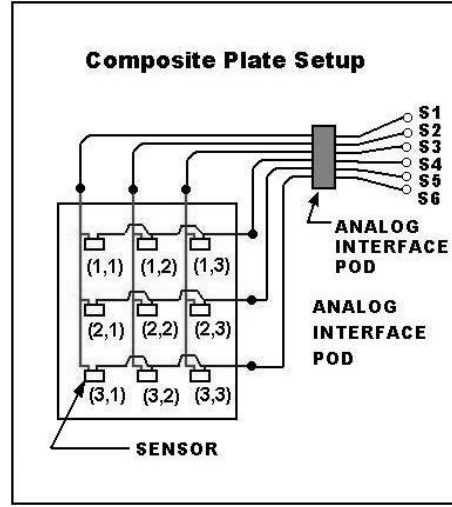 Composite Plate Setup
S1
S2
S3
S4
S5
S6
ANALOG
INTERFACE
POD
(1,1) (1,2) (1,3)
(2,1) (2,2) (2,3)
ANALOG
INTERFACE
POD
(3,1) (3,2) (3,3)
SENSOR